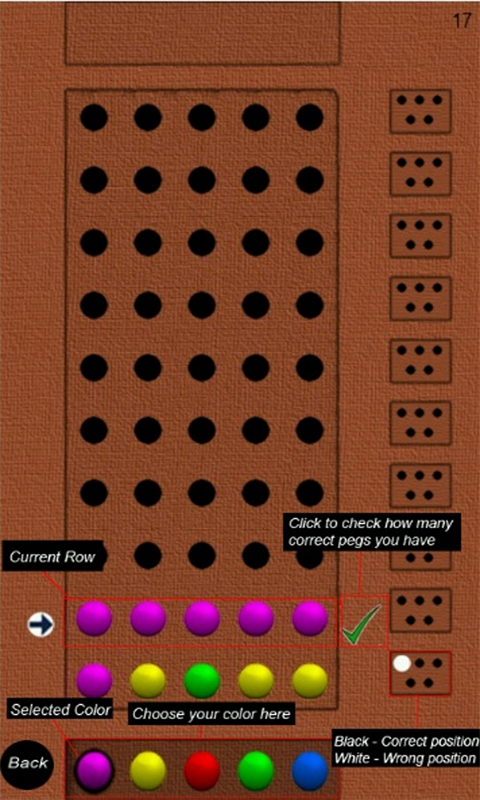 17
Click to check how many
correct pegs you have
Current Row
Selected Color
Choose your color here
Black - Correct position
White - Wrong position
Back